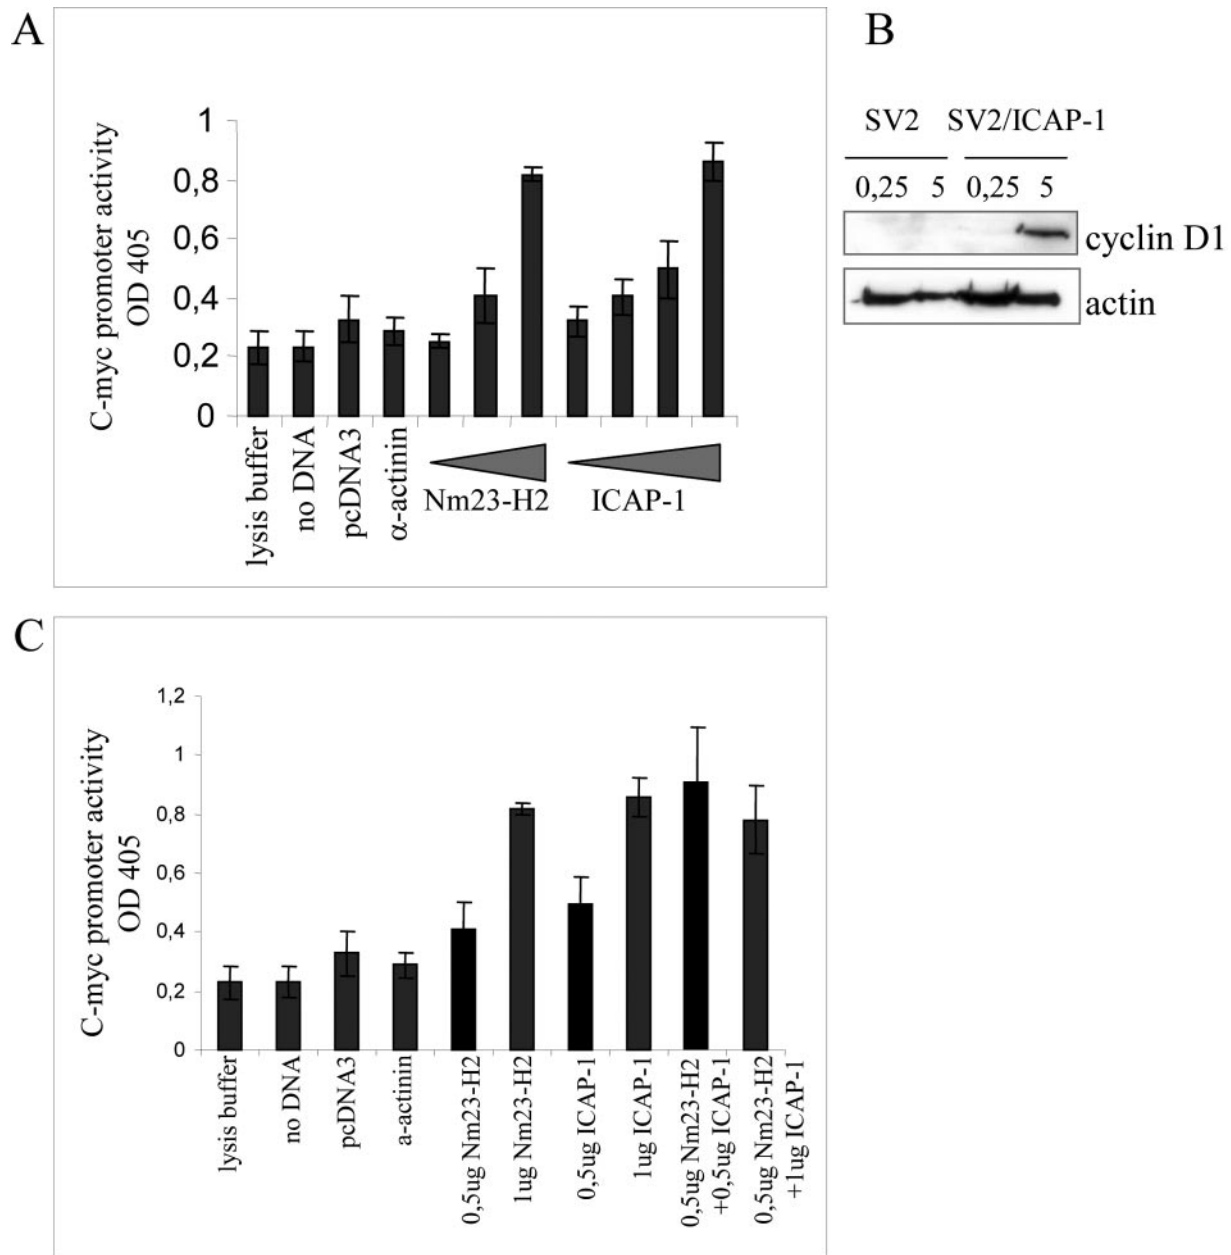 A
C-myc promoter activity
OD 405
1
0,8
0,6
0,4
0,2
0
lysis buffer
no DNA
pcDNA3
α-actinin
Nm23-H2
ICAP-1
B
SV2 SV2/ICAP-1
0,25 5 0,25 5
cyclin D1
actin
C
C-myc promoter activity
OD 405
1,2
1
0,8
0,6
0,4
0,2
0
lysis buffer
no DNA
pcDNA3
a-actinin
0,5ug Nm23-H2
1ug Nm23-H2
0,5ug ICAP-1
1ug ICAP-1
0,5ug Nm23-H2
+0,5ug ICAP-1
0,5ug Nm23-H2
+1ug ICAP-1